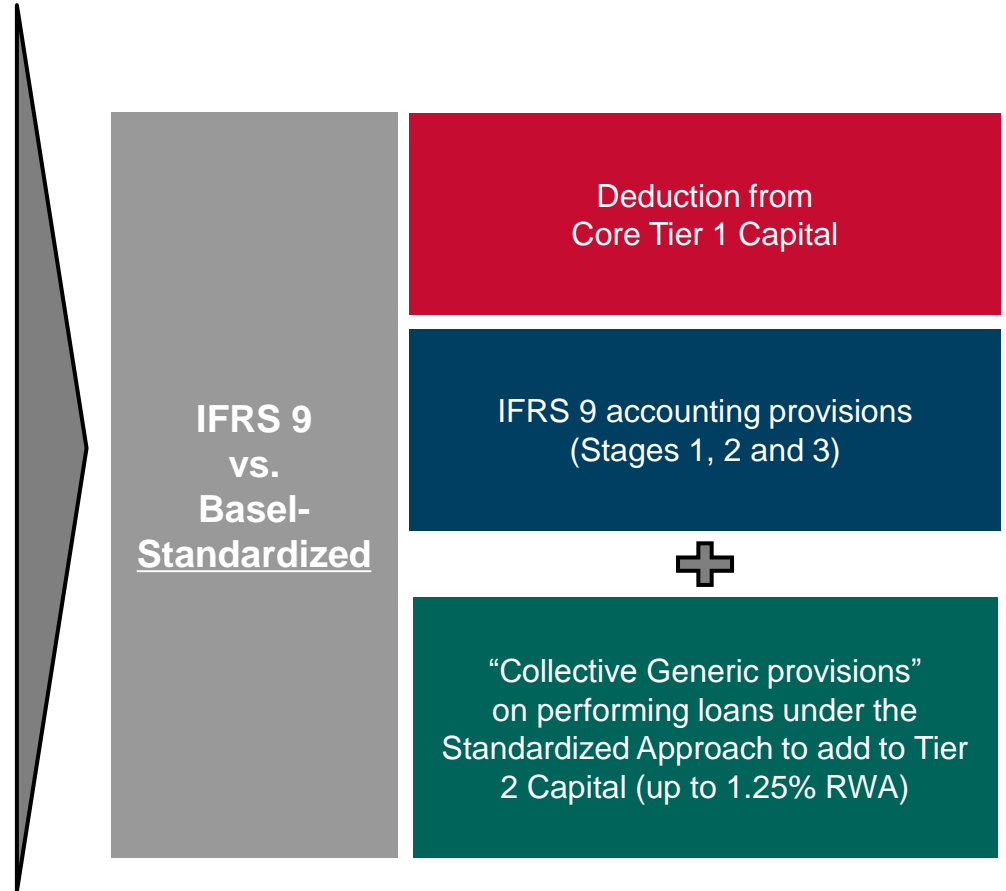 IFRS 9
vs.
Basel-
Standardized
Deduction from
Core Tier 1 Capital
IFRS 9 accounting provisions
(Stages 1, 2 and 3)
“Collective Generic provisions”
on performing loans under the
Standardized Approach to add to Tier
2 Capital (up to 1.25% RWA)